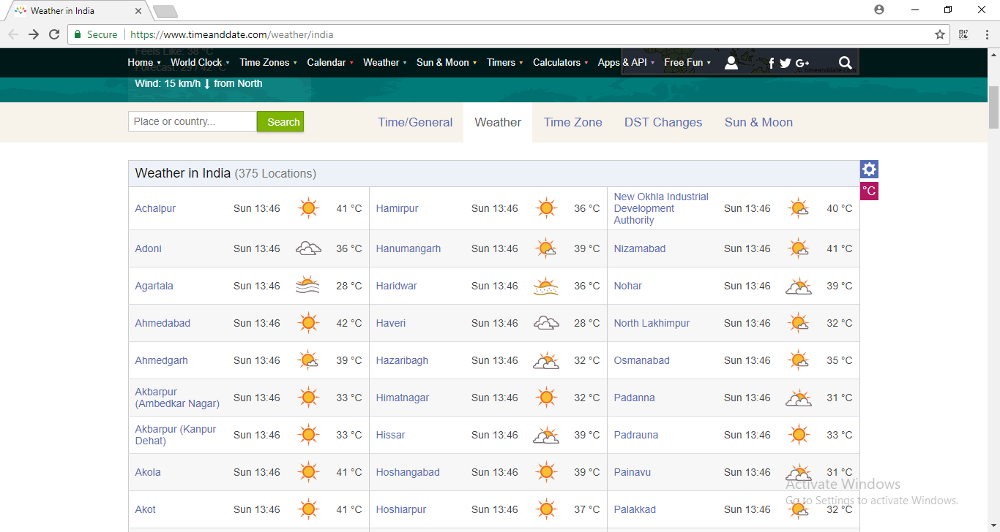 Weather in India
Secure https://www.timeanddate.com/weather/india
Feels Like: 38 °C
Home World Clock Time Zones Calendar Weather Sun & Moon Timers Calculators Apps & API Free Fun f G+
Wind: 15 km/h from North
Place or country... Search Time/General Weather Time Zone DST Changes Sun & Moon
Weather in India (375 Locations)
°C
Achalpur Sun 13:46 41 °C Hamirpur Sun 13:46 36 °C New Okhla Industrial Development Authority Sun 13:46 40 °C
Adoni Sun 13:46 36 °C Hanumangarh Sun 13:46 39 °C Nizamabad Sun 13:46 41 °C
Agartala Sun 13:46 28 °C Haridwar Sun 13:46 36 °C Nohar Sun 13:46 39 °C
Ahmedabad Sun 13:46 42 °C Haveri Sun 13:46 28 °C North Lakhimpur Sun 13:46 32 °C
Ahmedgarh Sun 13:46 39 °C Hazaribagh Sun 13:46 32 °C Osmanabad Sun 13:46 35 °C
Akbarpur (Ambedkar Nagar) Sun 13:46 33 °C Himatnagar Sun 13:46 32 °C Padanna Sun 13:46 31 °C
Akbarpur (Kanpur Dehat) Sun 13:46 33 °C Hissar Sun 13:46 39 °C Padrauna Sun 13:46 33 °C
Akola Sun 13:46 41 °C Hoshangabad Sun 13:46 39 °C Painavu Sun 13:46 31 °C
Akot Sun 13:46 41 °C Hoshiarpur Sun 13:46 37 °C Palakkad Sun 13:46 32 °C
Activate Windows
Go to Settings to activate Windows.